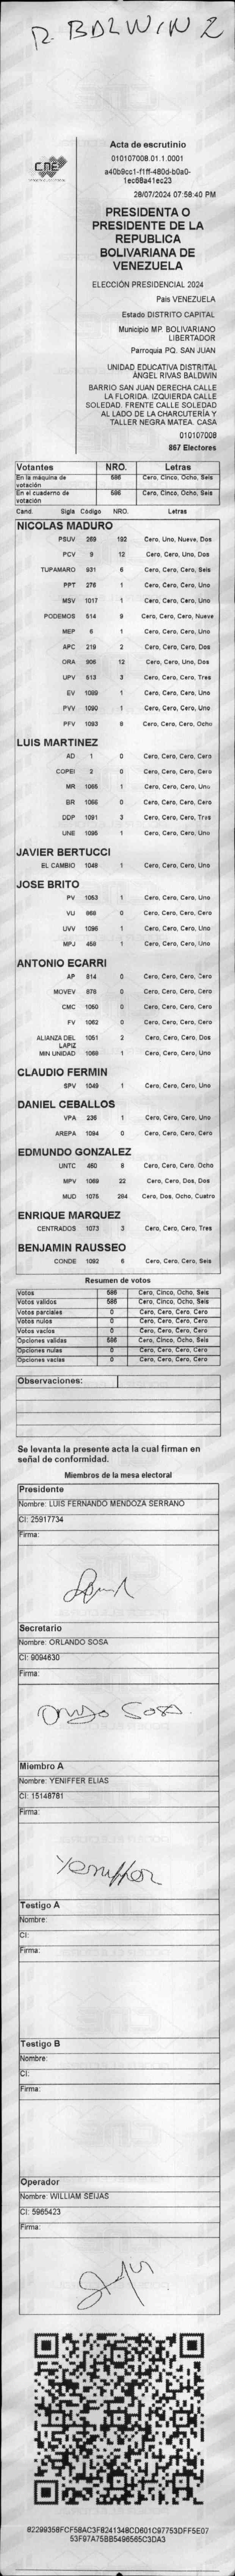 R. BALWIN 2
CNE
Acta de escrutinio
010107008.01.1.0001
a40b9cc1-f1ff-480d-b0a0-
1ec68a41ec23
28/07/2024 07:58:40 PM
PRESIDENTA O
PRESIDENTE DE LA
REPUBLICA
BOLIVARIANA DE
VENEZUELA
ELECCIÓN PRESIDENCIAL 2024
País VENEZUELA
Estado DISTRITO CAPITAL
Municipio MP. BOLIVARIANO
LIBERTADOR
Parroquia PQ. SAN JUAN
UNIDAD EDUCATIVA DISTRITAL
ÁNGEL RIVAS BALDWIN
BARRIO SAN JUAN DERECHA CALLE
LA FLORIDA. IZQUIERDA CALLE
SOLEDAD. FRENTE CALLE SOLEDAD
AL LADO DE LA CHARCUTERÍA Y
TALLER NEGRA MATEA. CASA
010107008
867 Electores
Votantes NRO. Letras
En la máquina de votación 586 Cero, Cinco, Ocho, Seis
En el cuaderno de votación 586 Cero, Cinco, Ocho, Seis
Cand. Sigla Código NRO. Letras
NICOLAS MADURO
PSUV 269 192 Cero, Uno, Nueve, Dos
PCV 9 12 Cero, Cero, Uno, Dos
TUPAMARO 931 6 Cero, Cero, Cero, Seis
PPT 276 1 Cero, Cero, Cero, Uno
MSV 1017 1 Cero, Cero, Cero, Uno
PODEMOS 514 9 Cero, Cero, Cero, Nueve
MEP 6 1 Cero, Cero, Cero, Uno
APC 219 2 Cero, Cero, Cero, Dos
ORA 906 12 Cero, Cero, Uno, Dos
UPV 513 3 Cero, Cero, Cero, Tres
EV 1089 1 Cero, Cero, Cero, Uno
PVV 1090 1 Cero, Cero, Cero, Uno
PFV 1093 8 Cero, Cero, Cero, Ocho
LUIS MARTINEZ
AD 1 0 Cero, Cero, Cero, Cero
COPEI 2 0 Cero, Cero, Cero, Cero
MR 1065 1 Cero, Cero, Cero, Uno
BR 1066 0 Cero, Cero, Cero, Cero
DDP 1091 3 Cero, Cero, Cero, Tres
UNE 1095 1 Cero, Cero, Cero, Uno
JAVIER BERTUCCI
EL CAMBIO 1048 1 Cero, Cero, Cero, Uno
JOSE BRITO
PV 1053 1 Cero, Cero, Cero, Uno
VU 968 0 Cero, Cero, Cero, Cero
UVV 1096 1 Cero, Cero, Cero, Uno
MPJ 458 1 Cero, Cero, Cero, Uno
ANTONIO ECARRI
AP 814 0 Cero, Cero, Cero, Cero
MOVEV 878 0 Cero, Cero, Cero, Cero
CMC 1060 0 Cero, Cero, Cero, Cero
FV 1062 0 Cero, Cero, Cero, Cero
ALIANZA DEL LAPIZ 1051 2 Cero, Cero, Cero, Dos
MIN UNIDAD 1088 1 Cero, Cero, Cero, Uno
CLAUDIO FERMIN
SPV 1049 1 Cero, Cero, Cero, Uno
DANIEL CEBALLOS
VPA 236 1 Cero, Cero, Cero, Uno
AREPA 1094 0 Cero, Cero, Cero, Cero
EDMUNDO GONZALEZ
UNTC 460 8 Cero, Cero, Cero, Ocho
MPV 1069 22 Cero, Cero, Dos, Dos
MUD 1075 284 Cero, Dos, Ocho, Cuatro
ENRIQUE MARQUEZ
CENTRADOS 1073 3 Cero, Cero, Cero, Tres
BENJAMIN RAUSSEO
CONDE 1092 6 Cero, Cero, Cero, Seis
Resumen de votos
Votos 586 Cero, Cinco, Ocho, Seis
Votos validos 586 Cero, Cinco, Ocho, Seis
Votos parciales 0 Cero, Cero, Cero, Cero
Votos nulos 0 Cero, Cero, Cero, Cero
Votos vacíos 0 Cero, Cero, Cero, Cero
Opciones validas 586 Cero, Cinco, Ocho, Seis
Opciones nulas 0 Cero, Cero, Cero, Cero
Opciones vacías 0 Cero, Cero, Cero, Cero
Observaciones:
Se levanta la presente acta la cual firman en
señal de conformidad.
Miembros de la mesa electoral
Presidente
Nombre: LUIS FERNANDO MENDOZA SERRANO
CI: 25917734
Firma:
Secretario
Nombre: ORLANDO SOSA
CI: 9094630
Firma:
Orlando Sosa
Miembro A
Nombre: YENIFFER ELIAS
CI: 15148781
Firma:
Yeniffer
Testigo A
Nombre:
CI:
Firma:
Testigo B
Nombre:
CI:
Firma:
Operador
Nombre: WILLIAM SEIJAS
CI: 5965423
Firma:
82299358FCF58AC3F8241348CD601C97753DFF5E07
53F97A75BB5496565C3DA3